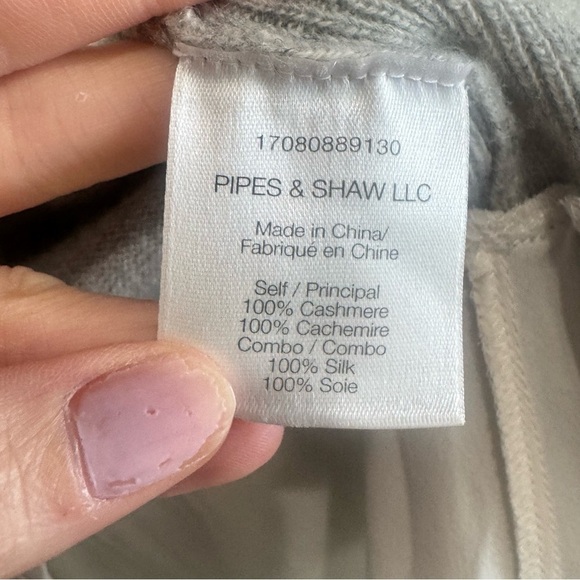 17080889130
PIPES & SHAW LLC
Made in China/
Fabriqué en Chine
Self / Principal
100% Cashmere
100% Cachemire
Combo / Combo
100% Silk
100% Soie